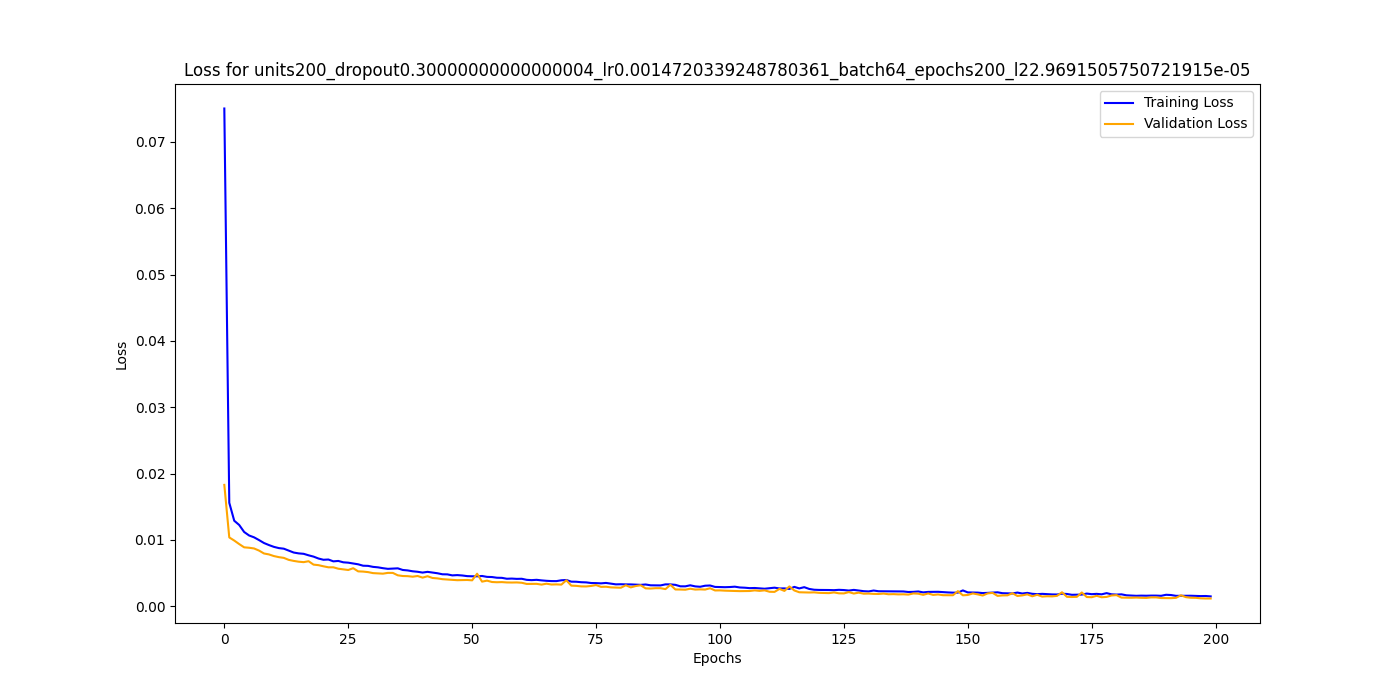 Loss for units200_dropout0.30000000000000004_lr0.0014720339248780361_batch64_epochs200_l22.9691505750721915e-05
Training Loss
Validation Loss
0.07
0.06
0.05
0.04
0.03
0.02
0.01
0.00
Loss
0 25 50 75 100 125 150 175 200
Epochs